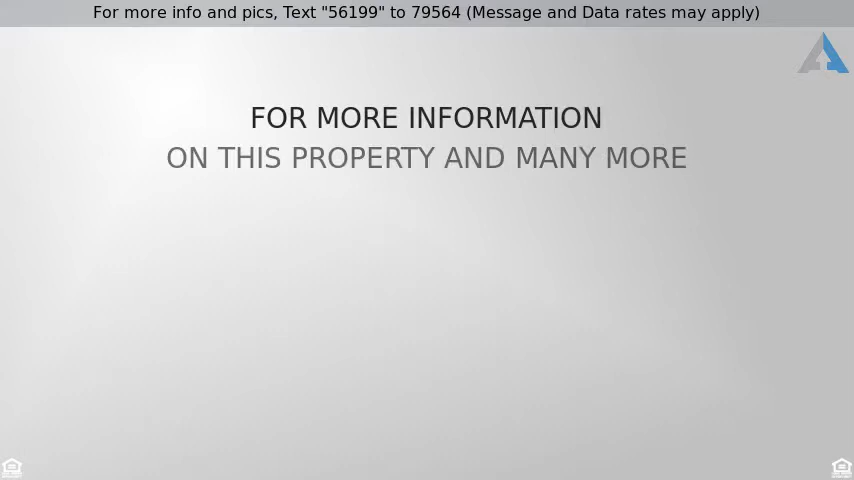 For more info and pics, Text "56199" to 79564 (Message and Data rates may apply)
FOR MORE INFORMATION
ON THIS PROPERTY AND MANY MORE